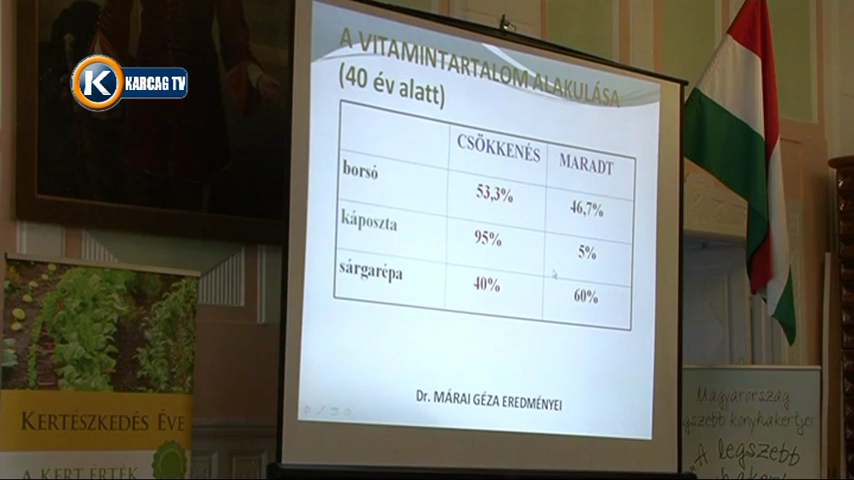 K KARCAG TV
A VITAMINTARTALOM ALAKULÁSA
(40 év alatt)
CSÖKKENÉS MARADT
borsó 53,3% 46,7%
káposzta 95% 5%
sárgarépa 40% 60%
Dr. MÁRAI GÉZA EREDMÉNYEI
KERTÉSZKEDÉS ÉVE
A KERT ÉRTÉK
Magyarország
legszebb konyhakertjei
"A legszebb